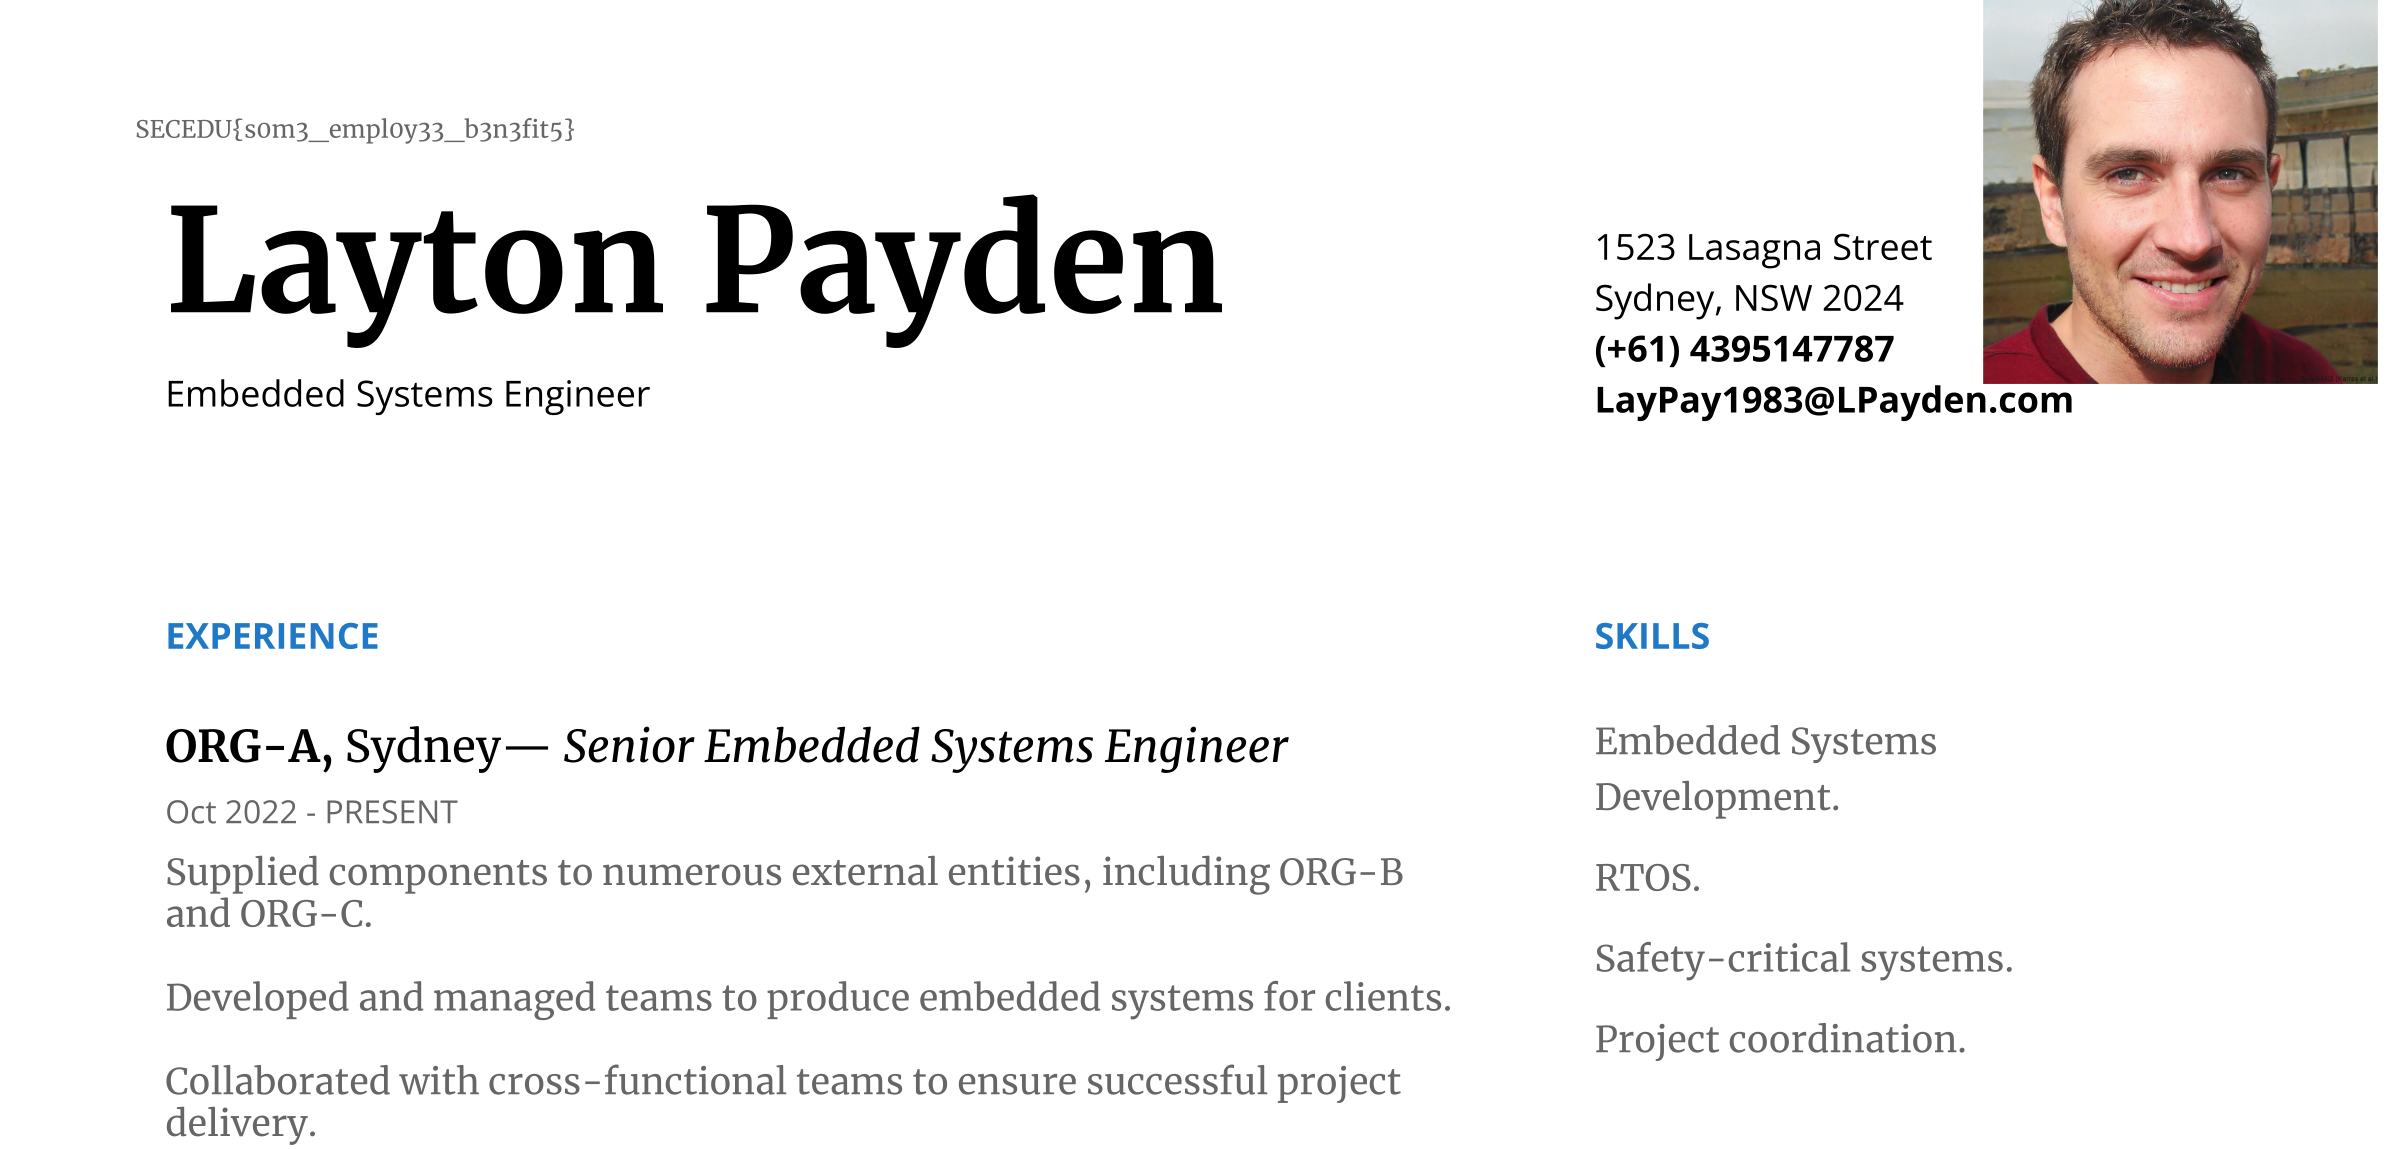 SECEDU{s0m3_employ33_b3n3fit5}
Layton Payden
Embedded Systems Engineer
1523 Lasagna Street
Sydney, NSW 2024
(+61) 4395147787
LayPay1983@LPayden.com
EXPERIENCE
ORG-A, Sydney— Senior Embedded Systems Engineer
Oct 2022 - PRESENT
Supplied components to numerous external entities, including ORG-B
and ORG-C.
Developed and managed teams to produce embedded systems for clients.
Collaborated with cross-functional teams to ensure successful project
delivery.
SKILLS
Embedded Systems
Development.
RTOS.
Safety-critical systems.
Project coordination.